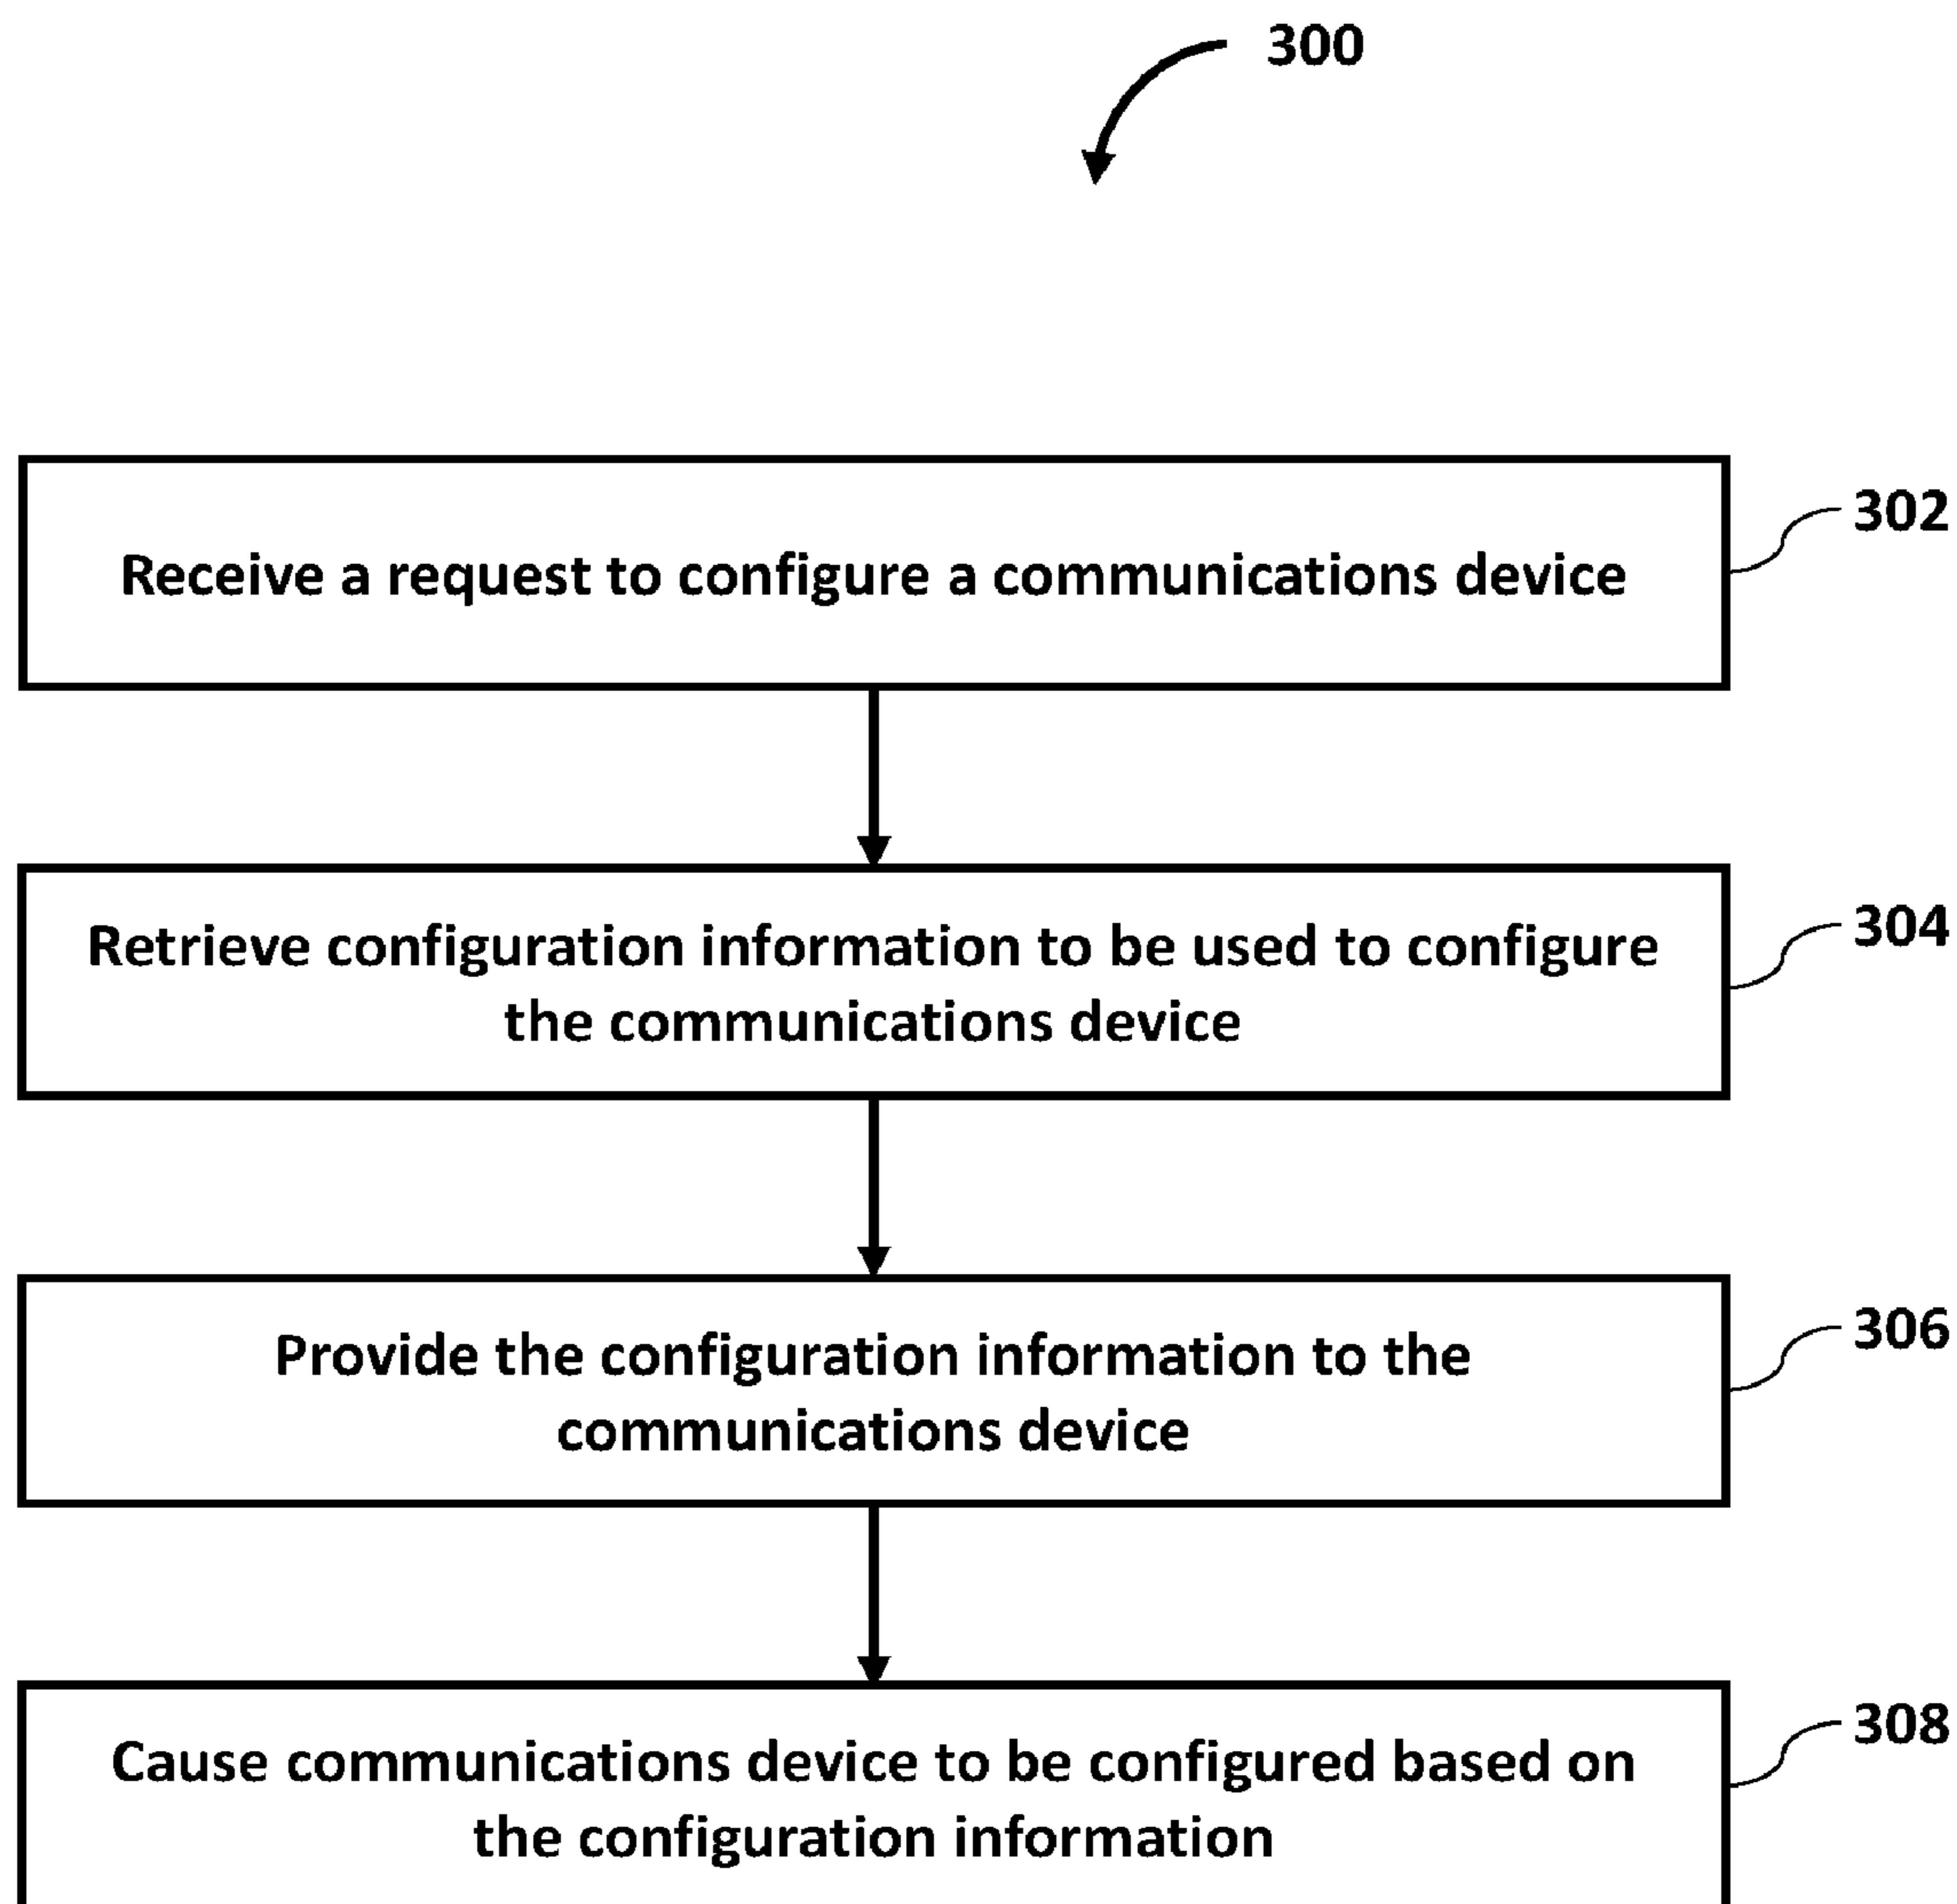 300
Receive a request to configure a communications device
302
Retrieve configuration information to be used to configure
the communications device
304
Provide the configuration information to the
communications device
306
Cause communications device to be configured based on
the configuration information
308